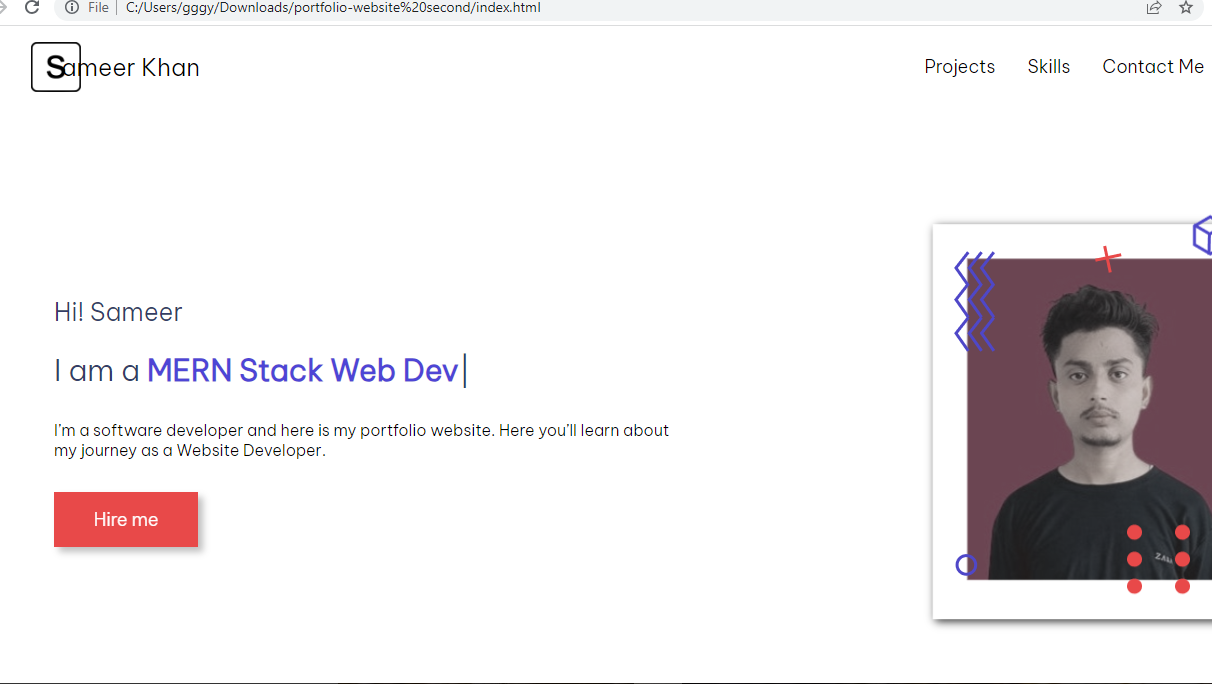 File C:/Users/gggy/Downloads/portfolio-website%20second/index.html
Sameer Khan
Projects Skills Contact Me
Hi! Sameer
I am a MERN Stack Web Dev|
I'm a software developer and here is my portfolio website. Here you'll learn about
my journey as a Website Developer.
Hire me